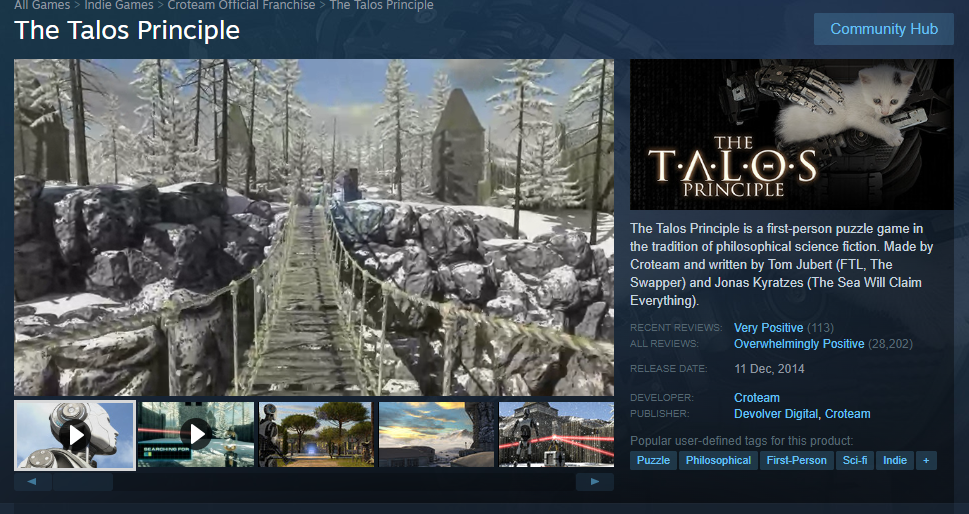 All Games > Indie Games > Croteam Official Franchise > The Talos Principle
The Talos Principle
Community Hub
THE
T·A·L·O·S
PRINCIPLE
The Talos Principle is a first-person puzzle game in
the tradition of philosophical science fiction. Made by
Croteam and written by Tom Jubert (FTL, The
Swapper) and Jonas Kyratzes (The Sea Will Claim
Everything).
RECENT REVIEWS: Very Positive (113)
ALL REVIEWS: Overwhelmingly Positive (28,202)
RELEASE DATE: 11 Dec, 2014
DEVELOPER: Croteam
PUBLISHER: Devolver Digital, Croteam
Popular user-defined tags for this product:
Puzzle Philosophical First-Person Sci-fi Indie +
SEARCHING FOR